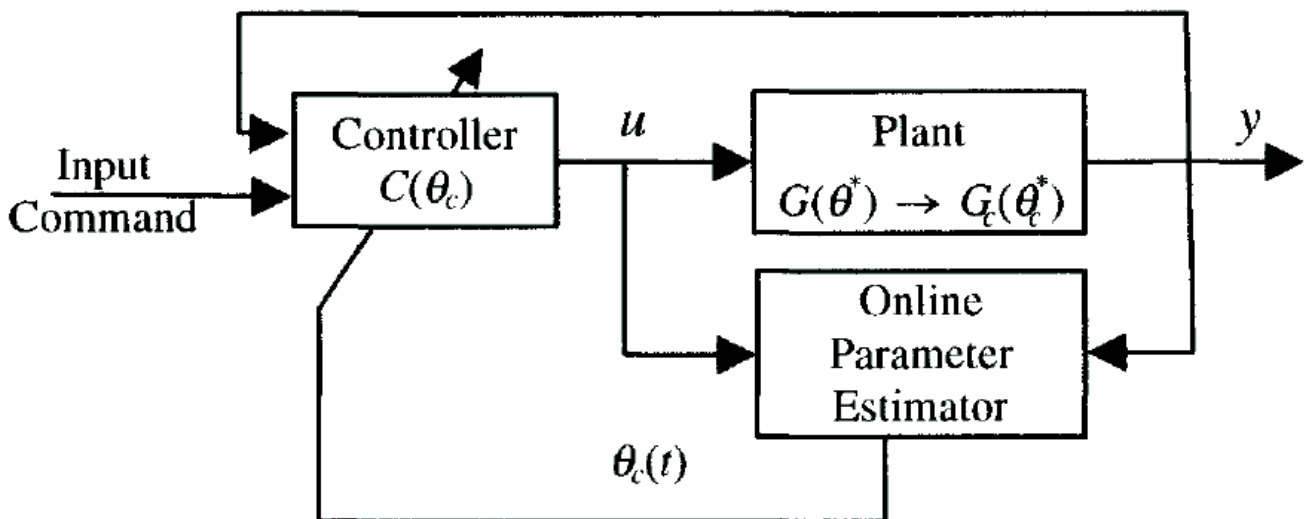 Controller
C(θc)
u
Plant
G(θ*) → Gc(θc*)
y
Input
Command
Online
Parameter
Estimator
θc(t)